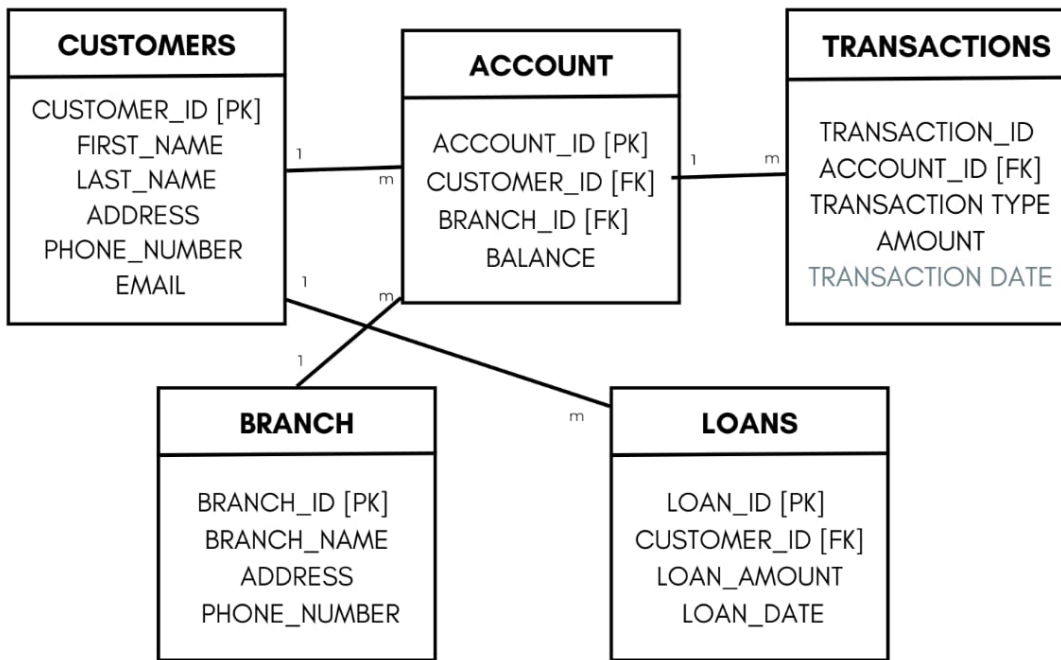 CUSTOMERS
CUSTOMER_ID [PK]
FIRST_NAME
LAST_NAME
ADDRESS
PHONE_NUMBER
EMAIL
1
m
ACCOUNT
ACCOUNT_ID [PK]
CUSTOMER_ID [FK]
BRANCH_ID [FK]
BALANCE
1
m
TRANSACTIONS
TRANSACTION_ID
ACCOUNT_ID [FK]
TRANSACTION TYPE
AMOUNT
TRANSACTION DATE
1
m
1
m
BRANCH
BRANCH_ID [PK]
BRANCH_NAME
ADDRESS
PHONE_NUMBER
LOANS
LOAN_ID [PK]
CUSTOMER_ID [FK]
LOAN_AMOUNT
LOAN_DATE